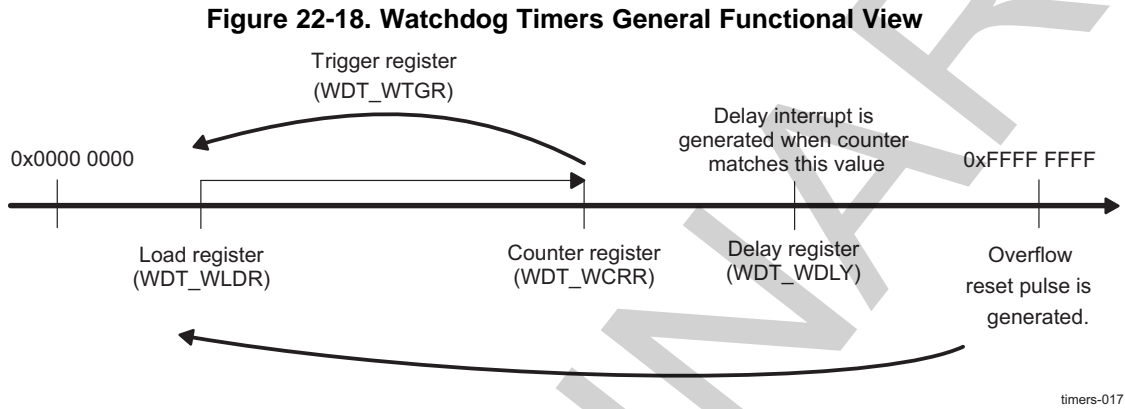 Figure 22-18. Watchdog Timers General Functional View
Trigger register
(WDT_WTGR)
Delay interrupt is
generated when counter
matches this value
0x0000 0000
0xFFFF FFFF
Load register
(WDT_WLDR)
Counter register
(WDT_WCRR)
Delay register
(WDT_WDLY)
Overflow
reset pulse is
generated.
timers-017